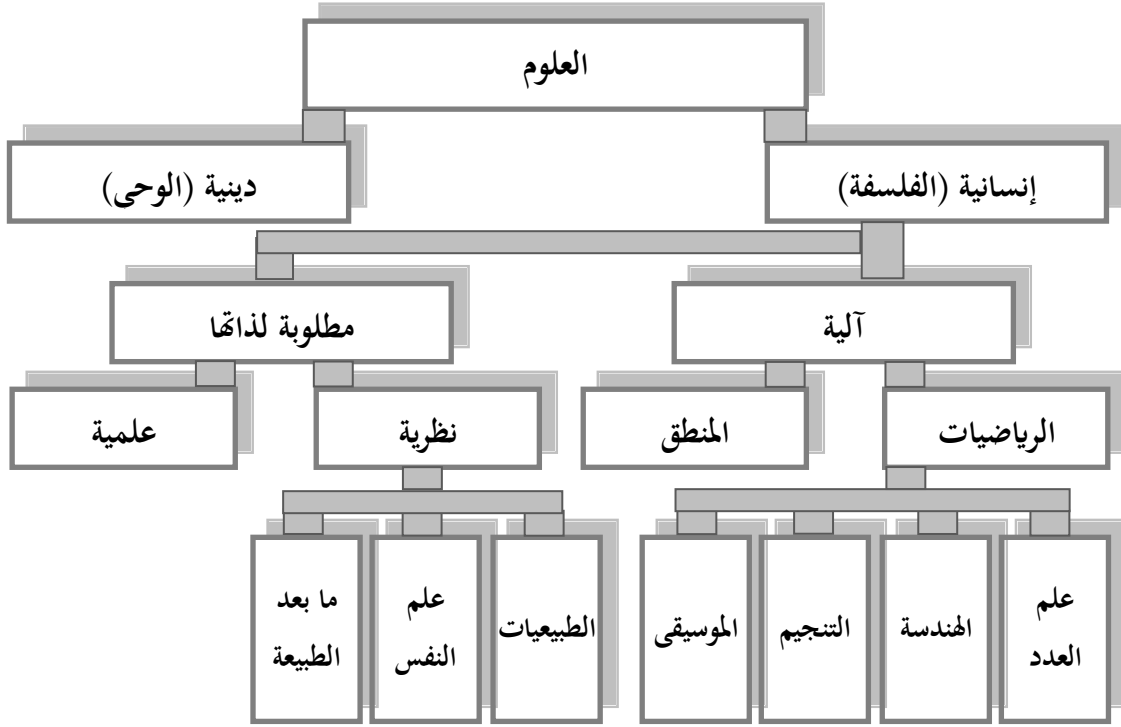 العلوم
إنسانية (الفلسفة)
دينية (الوحى)
آلية
مطلوبة لذاتها
الرياضيات
المنطق
نظرية
علمية
علم
العدد
الهندسة
التنجيم
الموسيقى
الطبيعيات
علم
النفس
ما بعد
الطبيعة